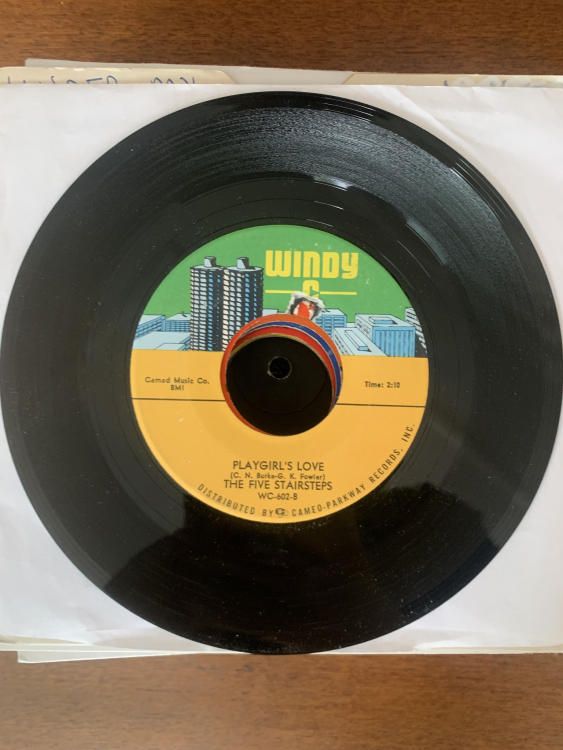 WINDY
C
Camad Music Co.
BMI
Time: 2:10
PLAYGIRL'S LOVE
(C. N. Burke-G. K. Fowler)
THE FIVE STAIRSTEPS
WC-602-B
DISTRIBUTED BY CAMEO-PARKWAY RECORDS, INC.